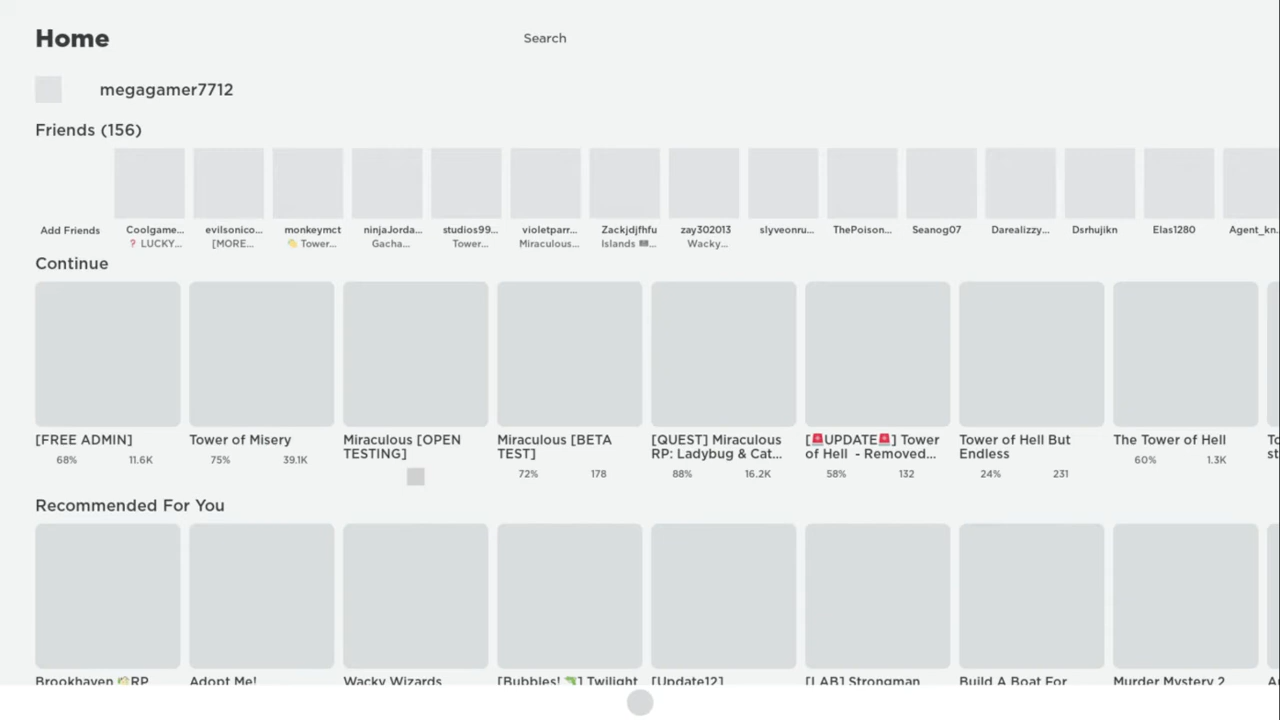 Home
Search
megagamer7712
Friends (156)
Add Friends
Coolgame...
❓ LUCKY...
evilsonico...
[MORE...
monkeymct
👏 Tower...
ninjaJorda...
Gacha...
studios99...
Tower...
violetparr...
Miraculous...
Zackjdjfhfu
Islands ...
zay302013
Wacky...
slyveonru...
ThePoison...
Seanog07
Darealizzy...
Dsrhujikn
Elas1280
Agent_kn...
Continue
[FREE ADMIN]
68% 11.6K
Tower of Misery
75% 39.1K
Miraculous [OPEN
TESTING]
Miraculous [BETA
TEST]
72% 178
[QUEST] Miraculous
RP: Ladybug & Cat...
88% 16.2K
[🚨UPDATE🚨] Tower
of Hell - Removed...
58% 132
Tower of Hell But
Endless
24% 231
The Tower of Hell
60% 1.3K
To
st
Recommended For You
Brookhaven RP
Adopt Me!
Wacky Wizards
[Bubbles! 🔫] Twilight
[Update12]
[LAB] Strongman
Build A Boat For
Murder Mystery 2